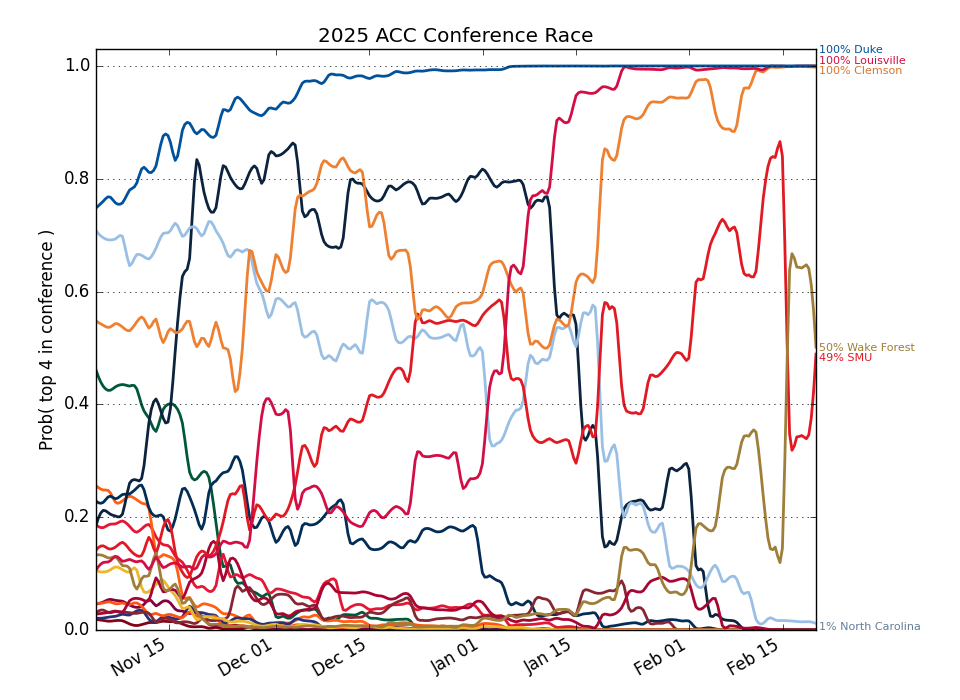 2025 ACC Conference Race
1.0
0.8
0.6
0.4
0.2
0.0
Prob( top 4 in conference )
Nov 15
Dec 01
Dec 15
Jan 01
Jan 15
Feb 01
Feb 15
100% Duke
100% Louisville
100% Clemson
50% Wake Forest
49% SMU
1% North Carolina